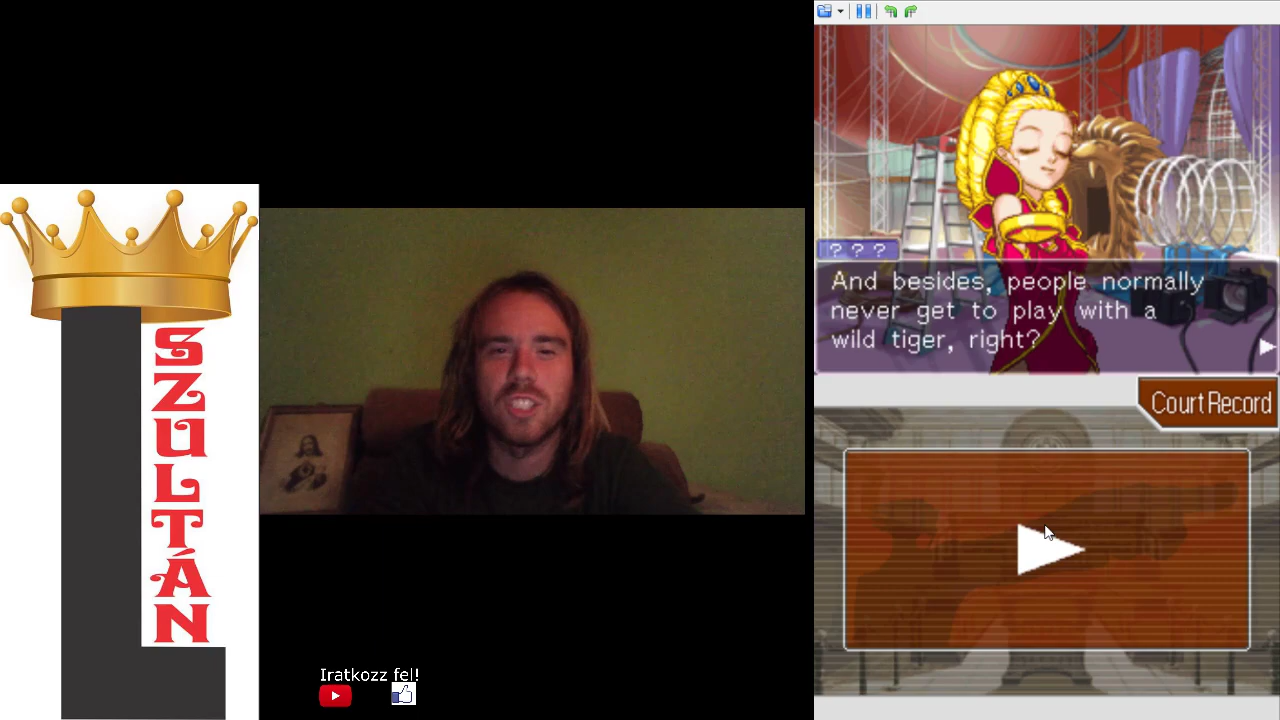 L
SZULTÁN
Iratkozz fel!
? ? ?
And besides, people normally
never get to play with a
wild tiger, right?
Court Record